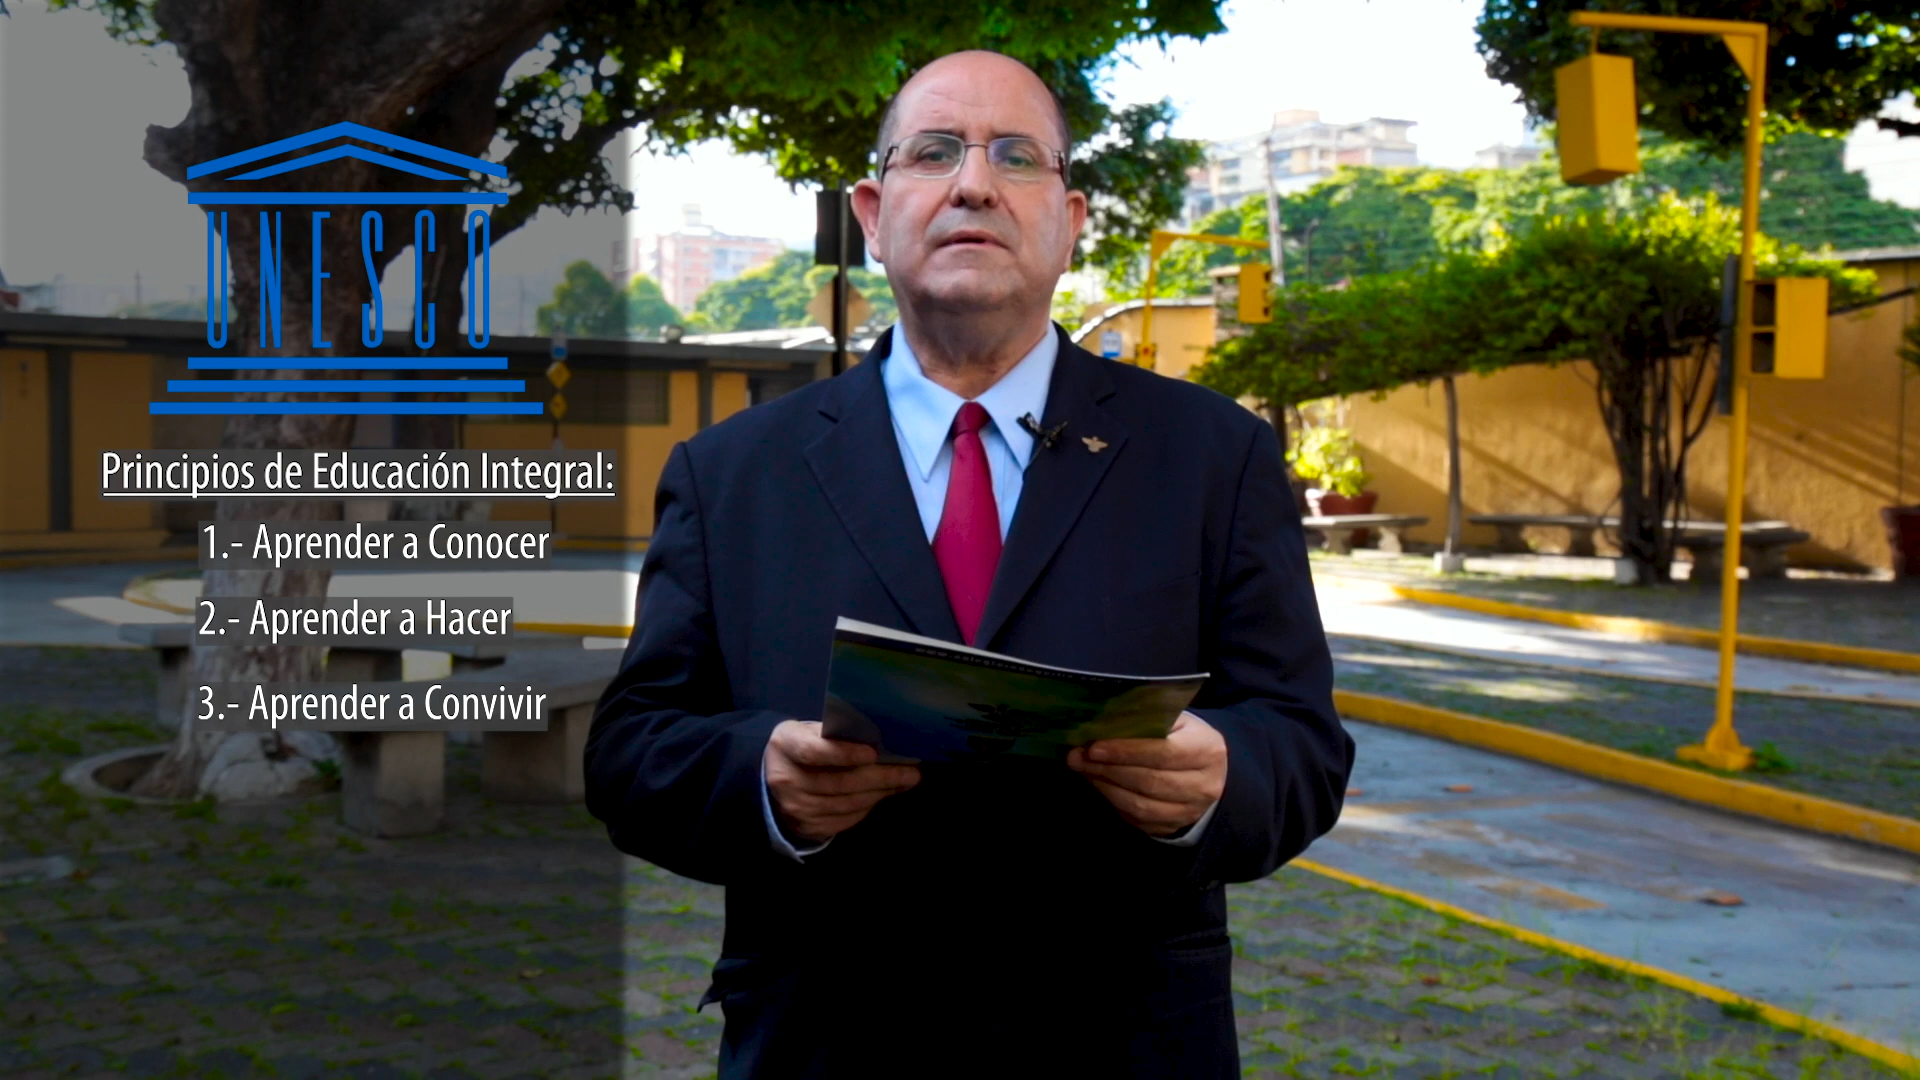 UNESCO
Principios de Educación Integral:
1.- Aprender a Conocer
2.- Aprender a Hacer
3.- Aprender a Convivir